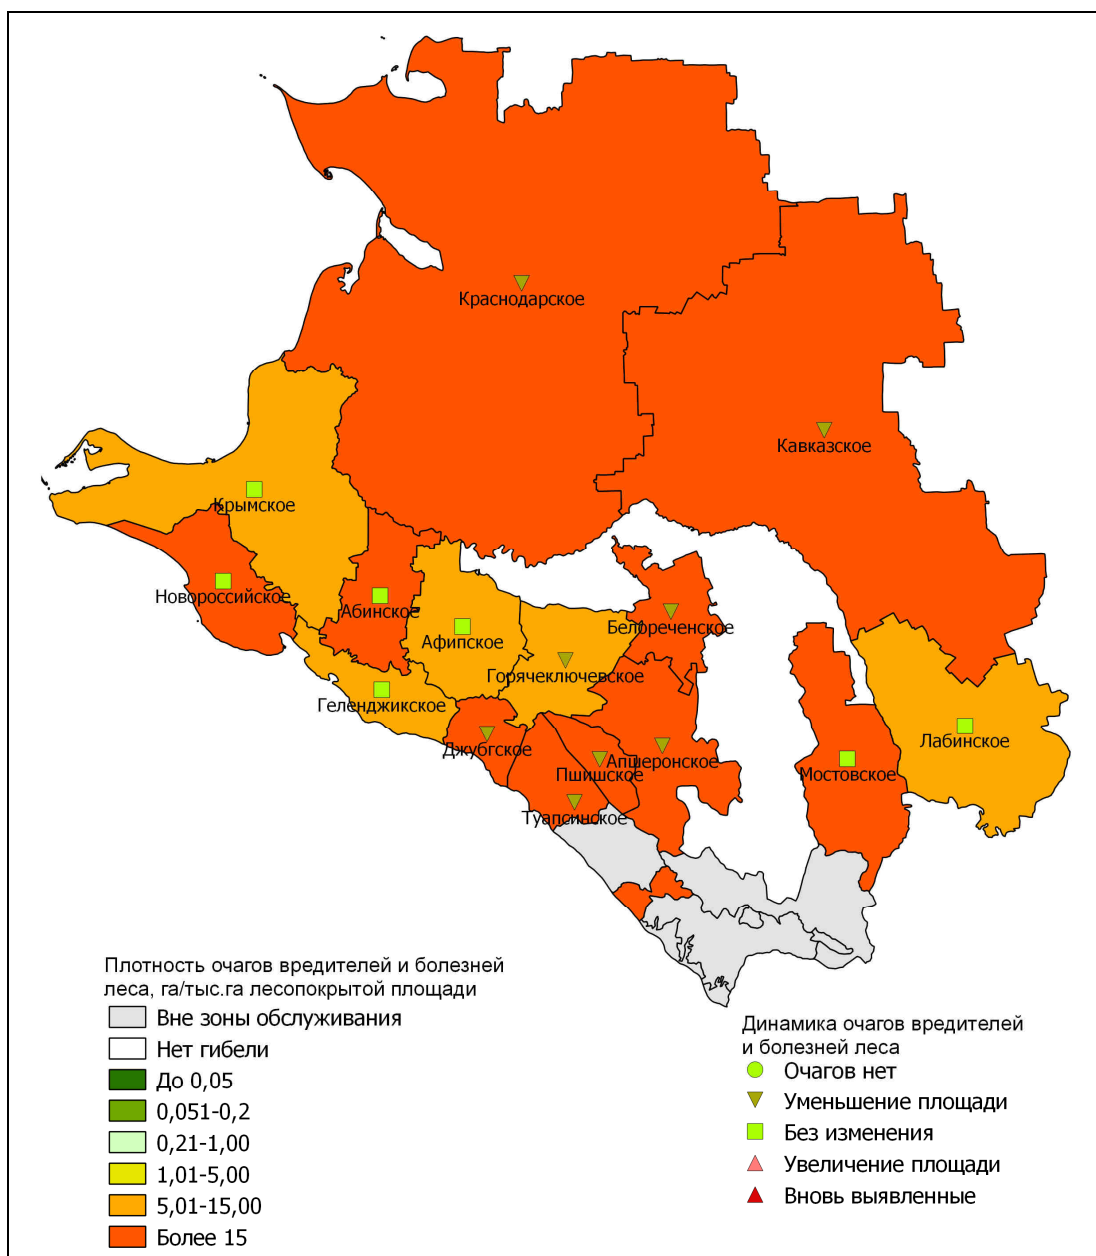 Краснодарское
Кавказское
Крымское
Новороссийское
Абинское
Афипское
Белореченское
Горячеключевское
Геленджикское
Джубгское
Пшишское
Апшеронское
Лабинское
Мостовское
Туапсинское
Плотность очагов вредителей и болезней
леса, га/тыс.га лесопокрытой площади
Вне зоны обслуживания
Нет гибели
До 0,05
0,051-0,2
0,21-1,00
1,01-5,00
5,01-15,00
Более 15
Динамика очагов вредителей
и болезней леса
Очагов нет
Уменьшение площади
Без изменения
Увеличение площади
Вновь выявленные